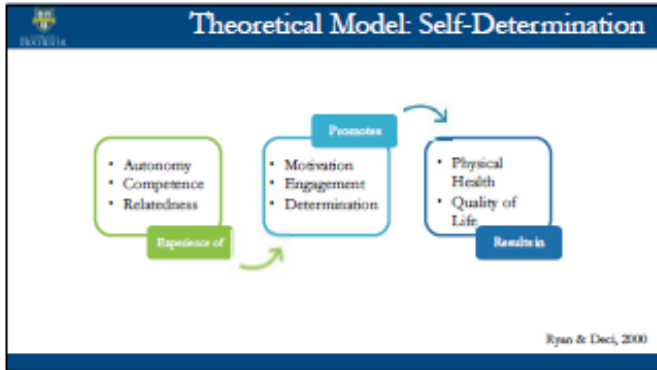 Theoretical Model: Self-Determination
Promotes
• Autonomy
• Competence
• Relatedness
Experience of
• Motivation
• Engagement
• Determination
• Physical
Health
• Quality of
Life
Results in
Ryan & Deci, 2000